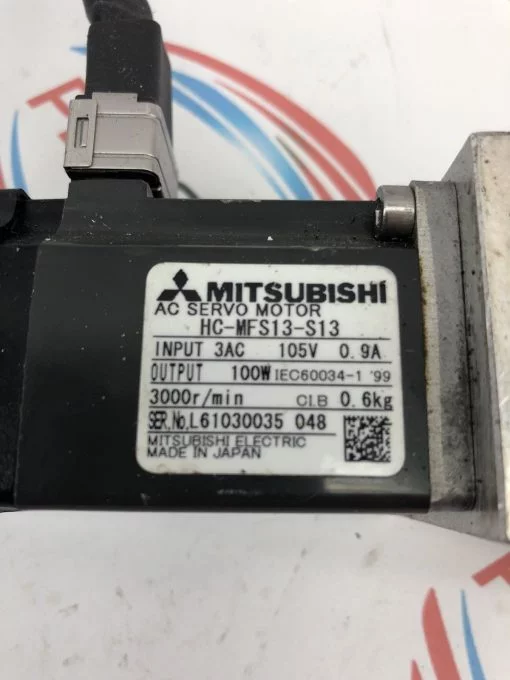 MITSUBISHI
AC SERVO MOTOR
HC-MFS13-S13
INPUT 3AC 105V 0.9A
OUTPUT 100W IEC60034-1 '99
3000r/min CI.B 0.6kg
SER.No.L61030035 048
MITSUBISHI ELECTRIC
MADE IN JAPAN